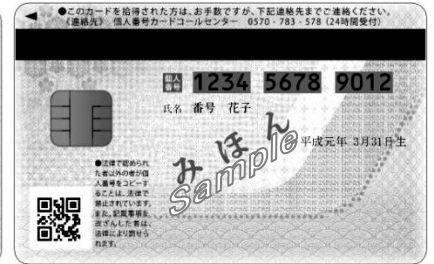 ●このカードを拾得された方は、お手数ですが、下記連絡先までご連絡ください。
《連絡先》 個人番号カードコールセンター 0570-783-578 (24時間受付)
個人番号 1234 5678 9012
氏名 番号 花子
平成元年 3月31日生
みほん
Sample
●法律で認められ
た者以外の者が個
人番号をコピーす
ることは、法律で
禁止されています。
また、記載事項を
改ざんした者は、
法律により罰せら
れます。